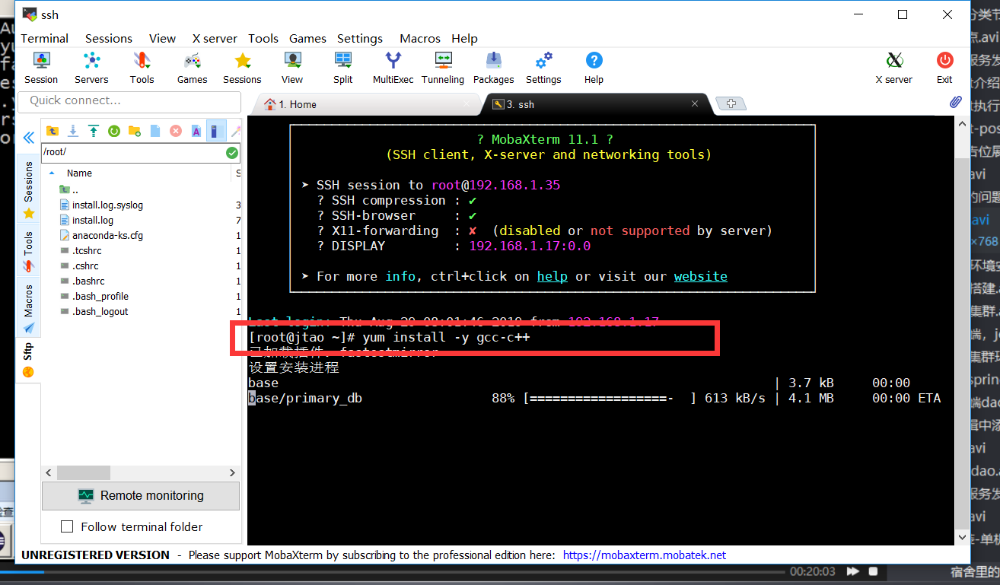 ssh
Terminal Sessions View X server Tools Games Settings Macros Help
Session Servers Tools Games Sessions View Split MultiExec Tunneling Packages Settings Help X server Exit
Quick connect...
1. Home
3. ssh
/root/
Name
..
install.log.syslog 3
install.log 7
anaconda-ks.cfg 1
.tcshrc 1
.cshrc 1
.bashrc 1
.bash_profile 1
.bash_logout 1
Sessions
Tools
Macros
Sftp
Remote monitoring
Follow terminal folder
? MobaXterm 11.1 ?
(SSH client, X-server and networking tools)
➤ SSH session to root@192.168.1.35
? SSH compression : ✔
? SSH-browser : ✔
? X11-forwarding : ✘ (disabled or not supported by server)
? DISPLAY : 192.168.1.17:0.0
➤ For more info, ctrl+click on help or visit our website
Last login: Thu Aug 29 08:01:46 2019 from 192.168.1.17
[root@jtao ~]# yum install -y gcc-c++
已加载插件: fastestmirror
设置安装进程
base | 3.7 kB 00:00
base/primary_db 88% [==================- ] 613 kB/s | 4.1 MB 00:00 ETA
UNREGISTERED VERSION - Please support MobaXterm by subscribing to the professional edition here: https://mobaxterm.mobatek.net
00:20:03
宿舍里的